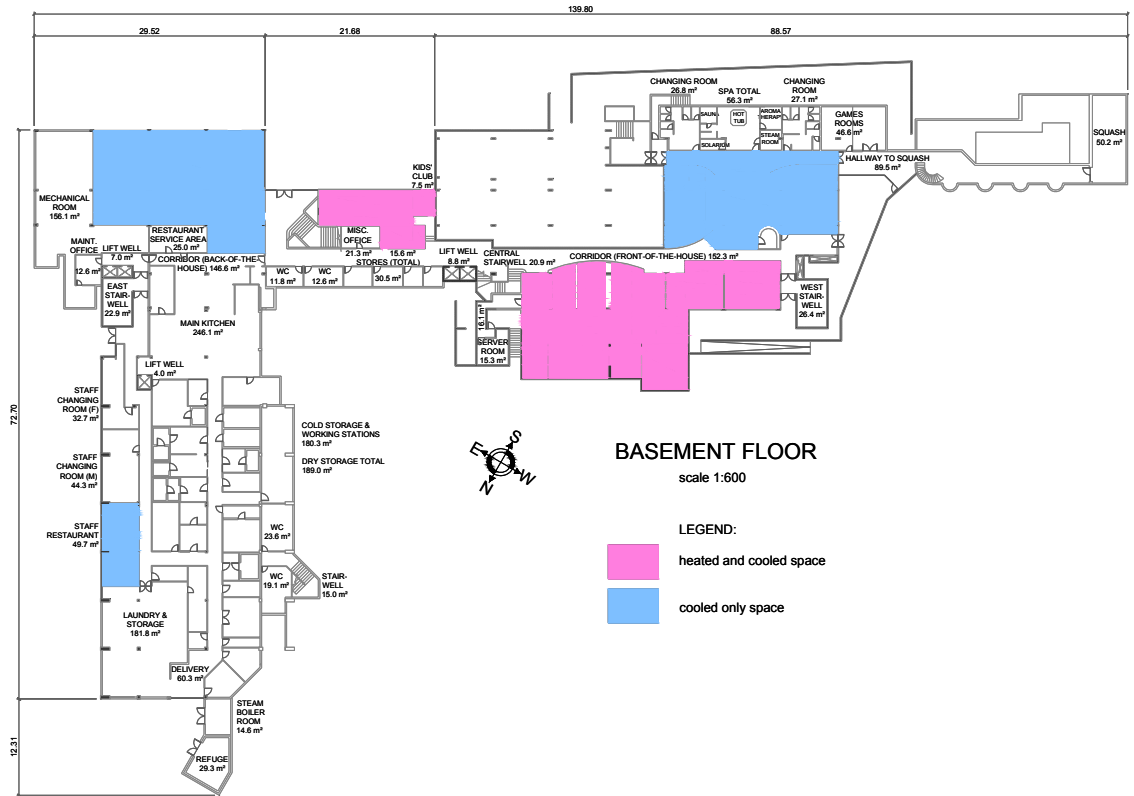 139.80
29.52
21.68
88.57
CHANGING ROOM
26.8 m²
SPA TOTAL
56.3 m²
CHANGING
ROOM
27.1 m²
SAUNA
HOT
TUB
AROMA
THERAPY
STEAM
ROOM
SOLARIUM
GAMES
ROOMS
46.6 m²
SQUASH
50.2 m²
HALLWAY TO SQUASH
89.5 m²
KIDS'
CLUB
7.5 m²
MECHANICAL
ROOM
156.1 m²
RESTAURANT
SERVICE AREA
25.0 m²
MISC.
OFFICE
21.3 m²
15.6 m²
STORES (TOTAL)
30.5 m²
MAINT.
OFFICE
12.6 m²
LIFT WELL
7.0 m²
CORRIDOR (BACK-OF-THE-
HOUSE) 146.6 m²
WC
11.8 m²
WC
12.6 m²
LIFT WELL
8.8 m²
CENTRAL
STAIRWELL 20.9 m²
CORRIDOR (FRONT-OF-THE-HOUSE) 152.3 m²
EAST
STAIR-
WELL
22.9 m²
WEST
STAIR-
WELL
26.4 m²
MAIN KITCHEN
246.1 m²
16.1 m²
SERVER
ROOM
15.3 m²
LIFT WELL
4.0 m²
STAFF
CHANGING
ROOM (F)
32.7 m²
72.70
COLD STORAGE &
WORKING STATIONS
180.3 m²
DRY STORAGE TOTAL
189.0 m²
STAFF
CHANGING
ROOM (M)
44.3 m²
S
E
W
N
BASEMENT FLOOR
scale 1:600
STAFF
RESTAURANT
49.7 m²
WC
23.6 m²
LEGEND:
heated and cooled space
cooled only space
WC
19.1 m²
STAIR-
WELL
15.0 m²
LAUNDRY &
STORAGE
181.8 m²
DELIVERY
60.3 m²
STEAM
BOILER
ROOM
14.6 m²
12.31
REFUGE
29.3 m²